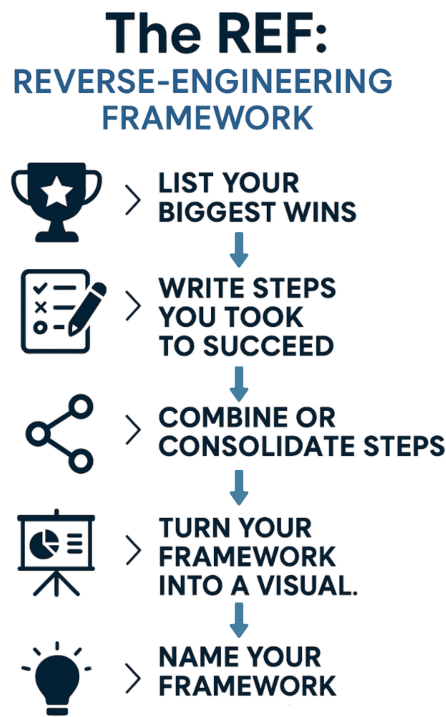 The REF:
REVERSE-ENGINEERING
FRAMEWORK
LIST YOUR
BIGGEST WINS
WRITE STEPS
YOU TOOK
TO SUCCEED
COMBINE OR
CONSOLIDATE STEPS
TURN YOUR
FRAMEWORK
INTO A VISUAL.
NAME YOUR
FRAMEWORK